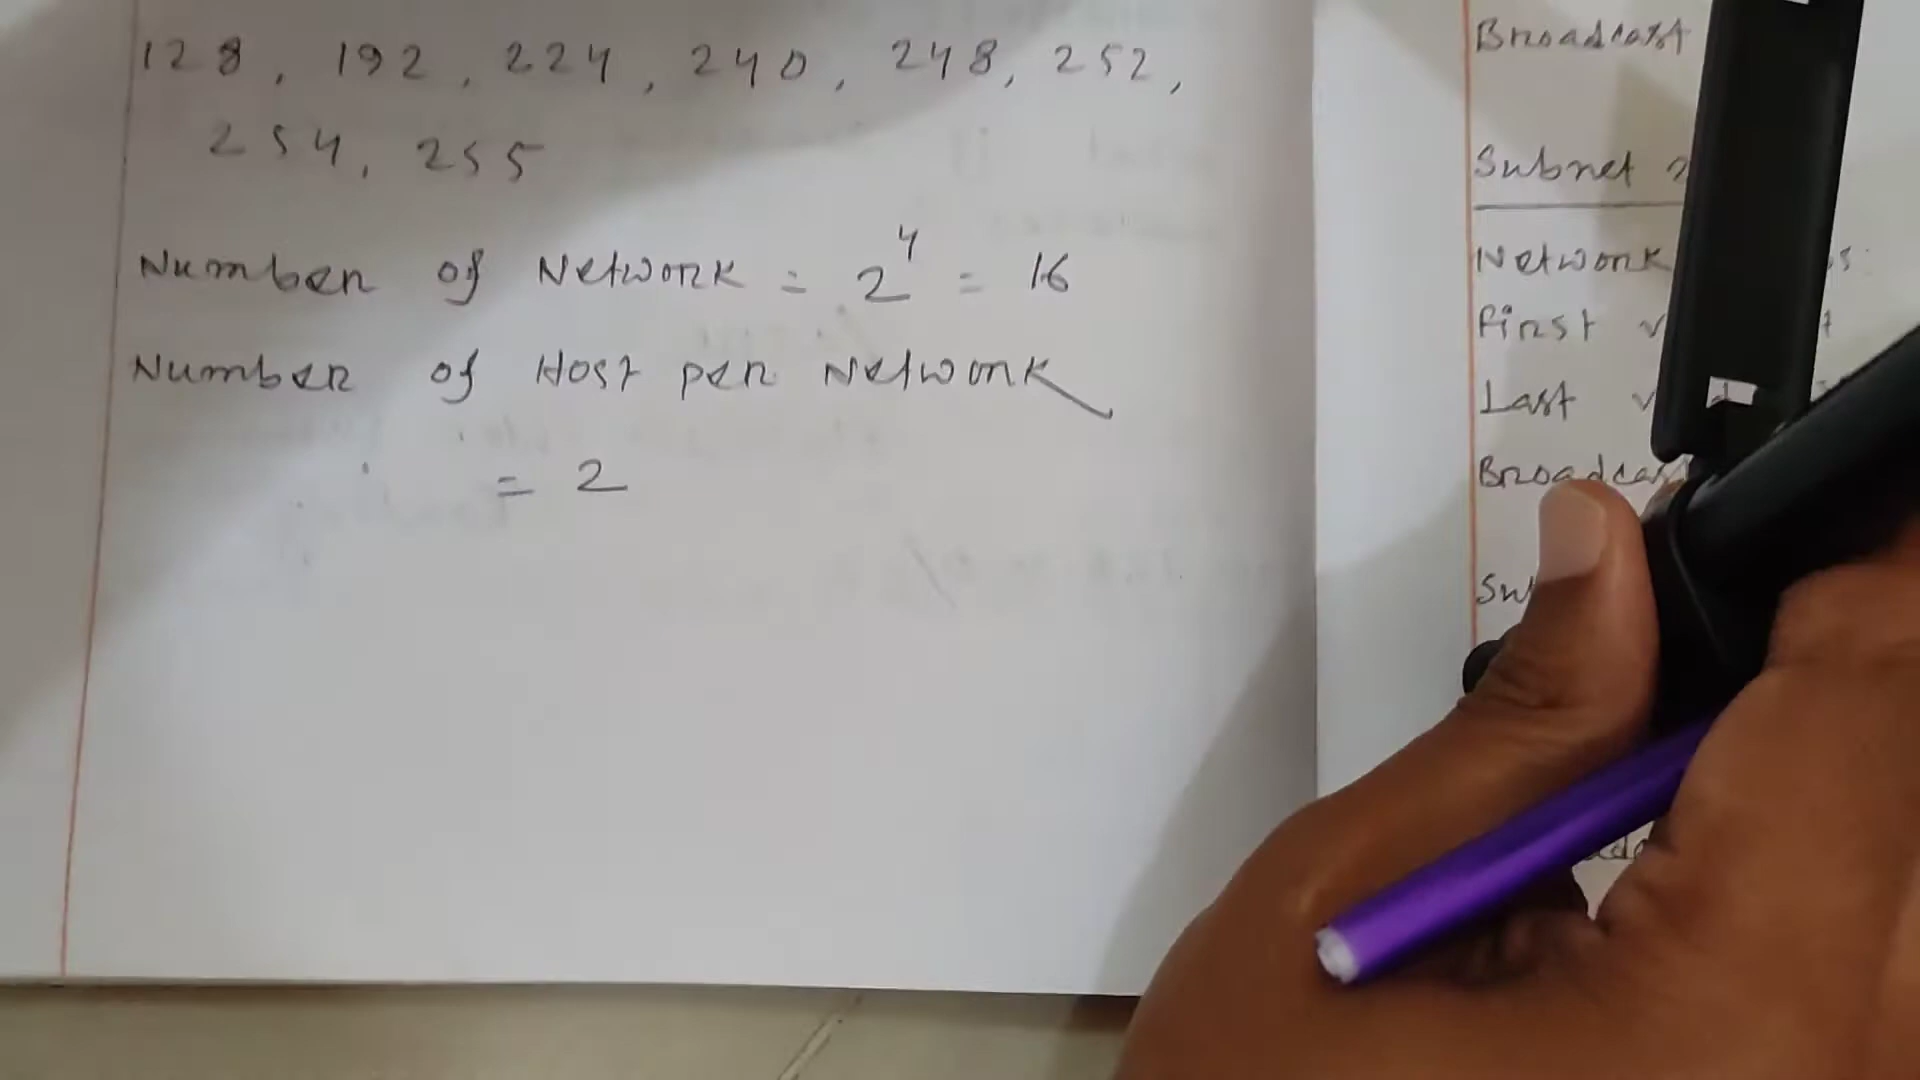 128, 192, 224, 240, 248, 252,
254, 255
Number of Network = 2^4 = 16
Number of Host per Network
= 2
Broadcast
Subnet
Network
First
Last
Broadcast